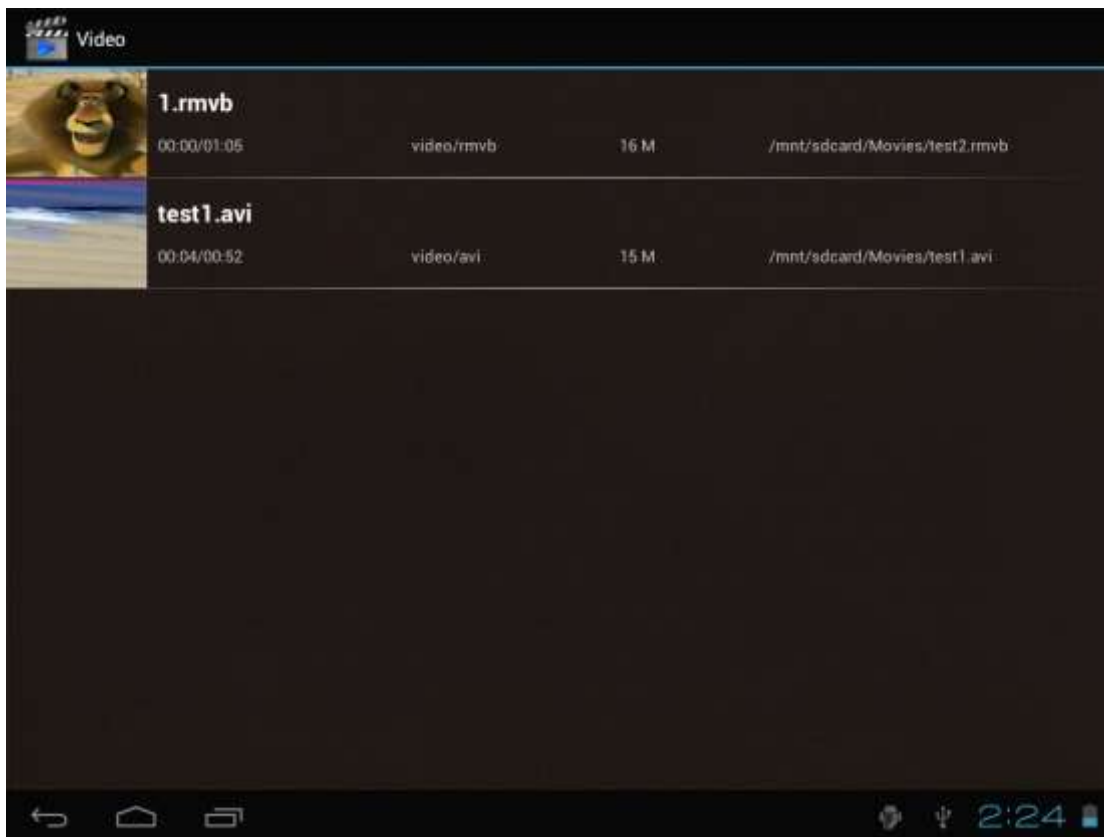 Video
1.rmvb
00:00/01:05 video/rmvb 16 M /mnt/sdcard/Movies/test2.rmvb
test1.avi
00:04/00:52 video/avi 15 M /mnt/sdcard/Movies/test1.avi
2:24